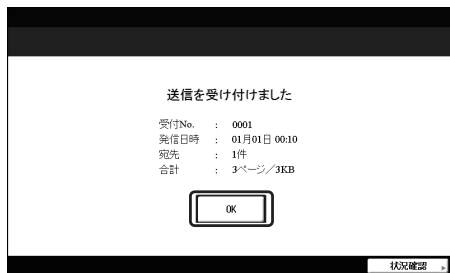 送信を受け付けました
受付No. : 0001
発信日時 : 01月01日 00:10
宛先 : 1件
合計 : 3ページ／3KB
OK
状況確認